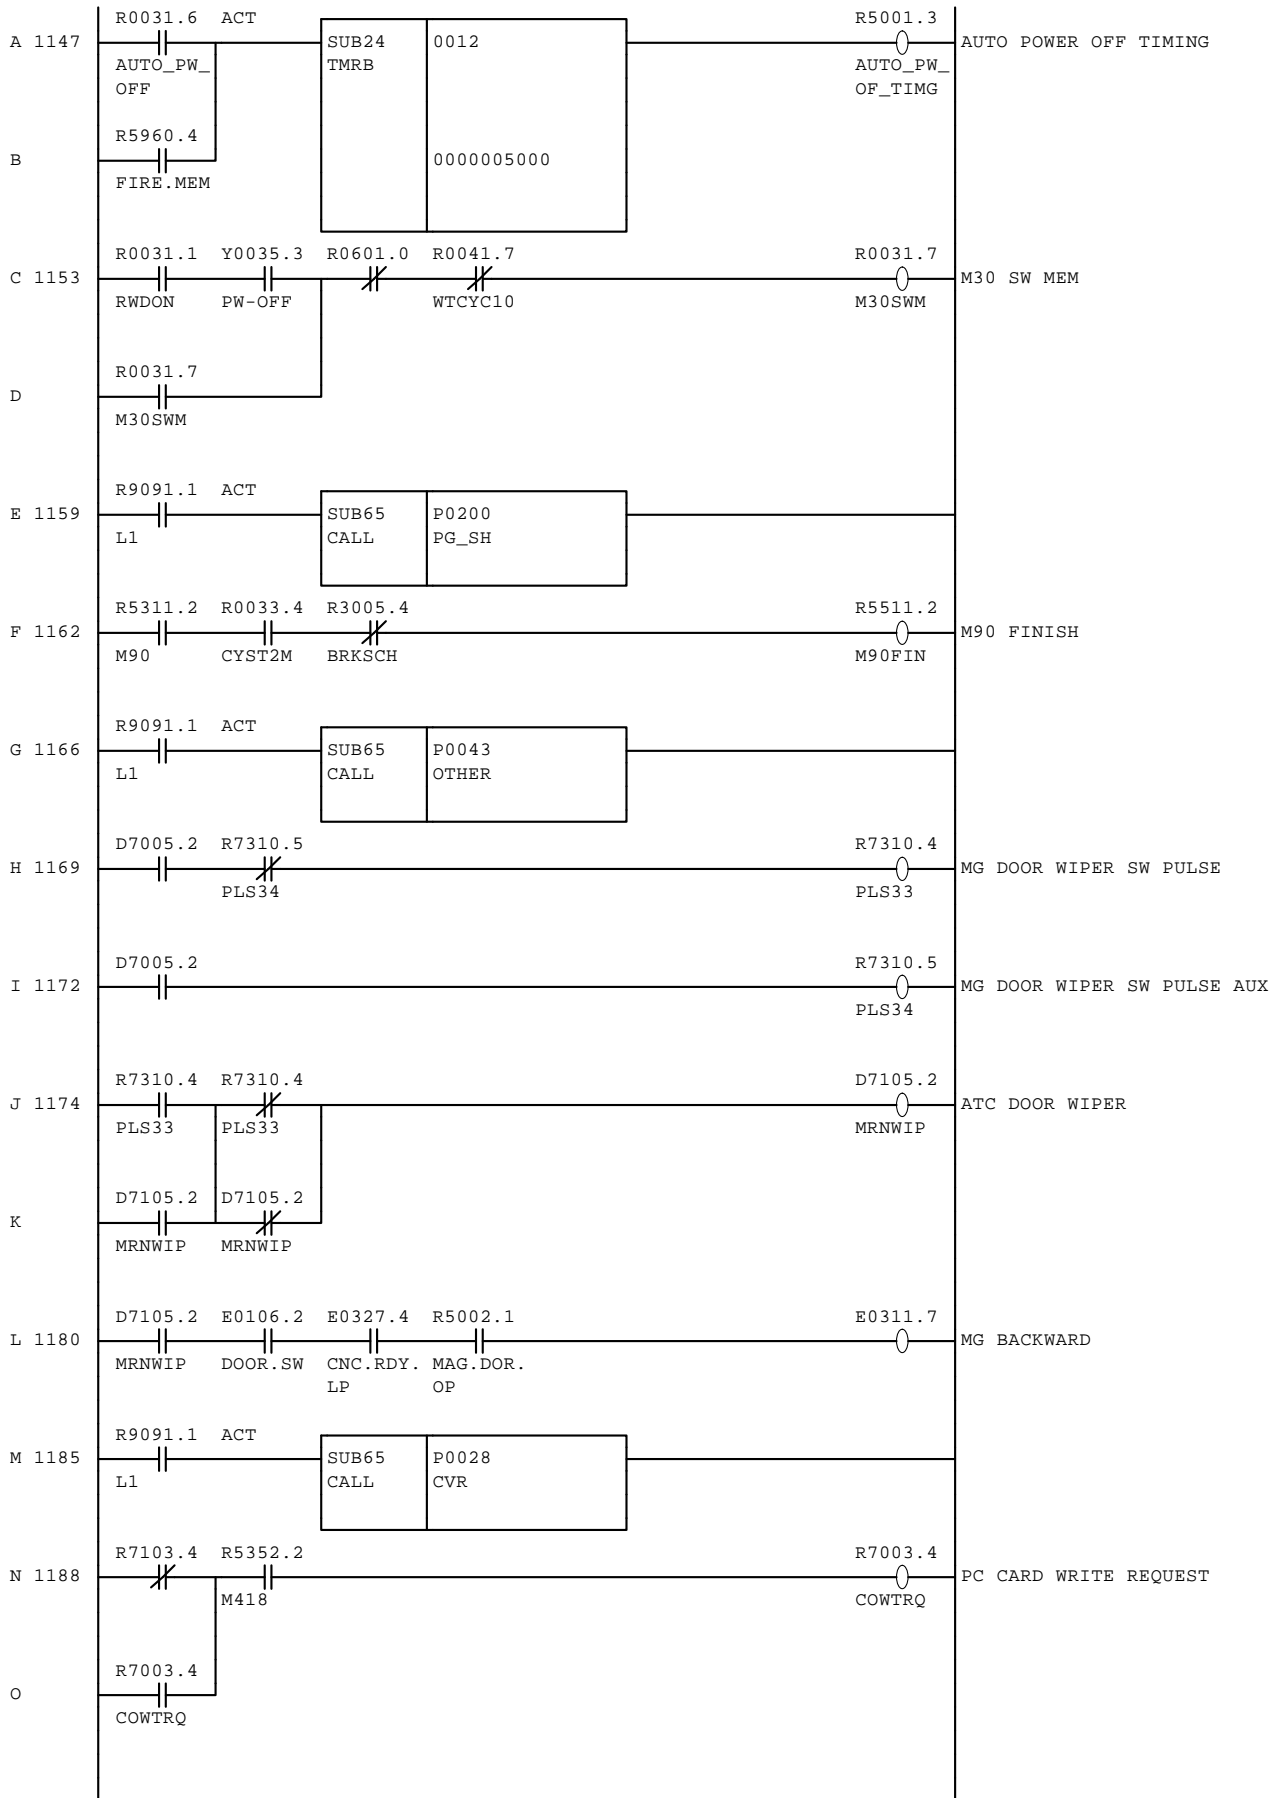 R0031.6 ACT R5001.3
A 1147 SUB24 0012 AUTO POWER OFF TIMING
AUTO_PW_ TMRB AUTO_PW_
OFF OF_TIMG
R5960.4
B 0000005000
FIRE.MEM
R0031.1 Y0035.3 R0601.0 R0041.7 R0031.7
C 1153 M30 SW MEM
RWDON PW-OFF WTCYC10 M30SWM
R0031.7
D
M30SWM
R9091.1 ACT
E 1159 SUB65 P0200
L1 CALL PG_SH
R5311.2 R0033.4 R3005.4 R5511.2
F 1162 M90 FINISH
M90 CYST2M BRKSCH M90FIN
R9091.1 ACT
G 1166 SUB65 P0043
L1 CALL OTHER
D7005.2 R7310.5 R7310.4
H 1169 MG DOOR WIPER SW PULSE
PLS34 PLS33
D7005.2 R7310.5
I 1172 MG DOOR WIPER SW PULSE AUX
PLS34
R7310.4 R7310.4 D7105.2
J 1174 ATC DOOR WIPER
PLS33 PLS33 MRNWIP
D7105.2 D7105.2
K
MRNWIP MRNWIP
D7105.2 E0106.2 E0327.4 R5002.1 E0311.7
L 1180 MG BACKWARD
MRNWIP DOOR.SW CNC.RDY. MAG.DOR.
LP OP
R9091.1 ACT
M 1185 SUB65 P0028
L1 CALL CVR
R7103.4 R5352.2 R7003.4
N 1188 PC CARD WRITE REQUEST
M418 COWTRQ
R7003.4
O
COWTRQ